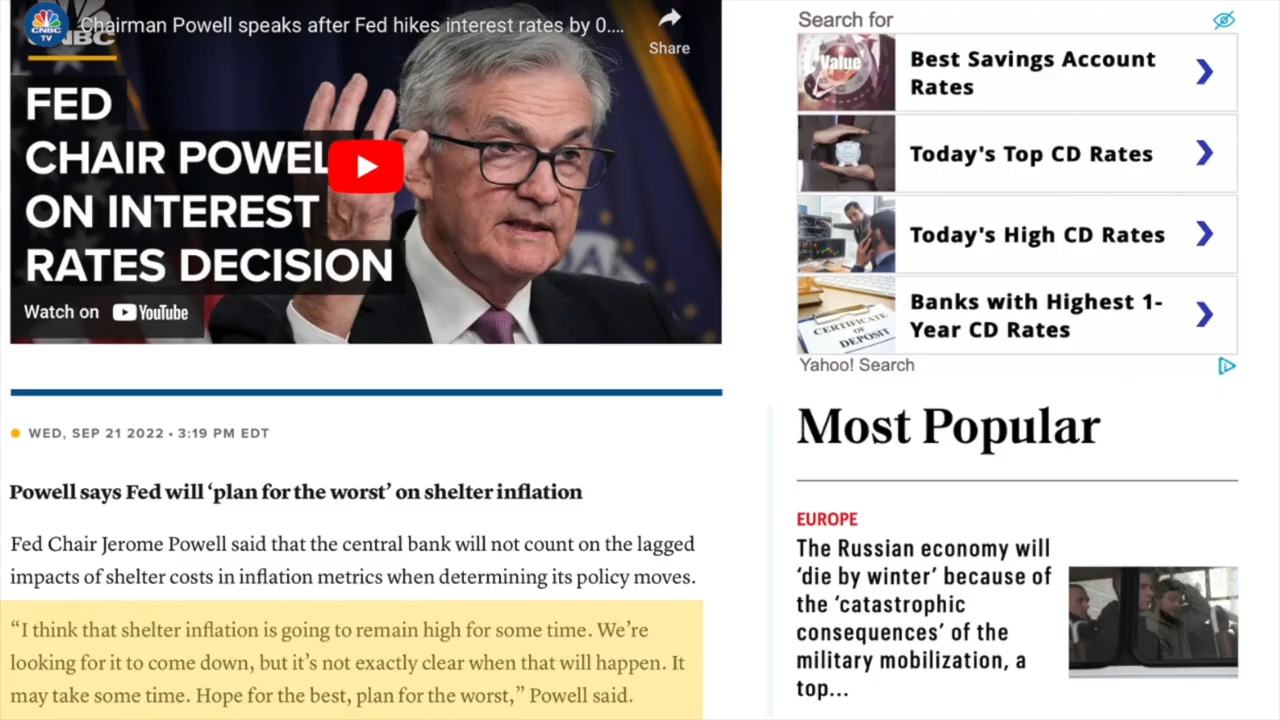 Chairman Powell speaks after Fed hikes interest rates by 0....
CNBC
TV
NBC
Share
FED
CHAIR POWEL
ON INTEREST
RATES DECISION
Watch on YouTube
WED, SEP 21 2022 • 3:19 PM EDT
Powell says Fed will ‘plan for the worst’ on shelter inflation
Fed Chair Jerome Powell said that the central bank will not count on the lagged
impacts of shelter costs in inflation metrics when determining its policy moves.
“I think that shelter inflation is going to remain high for some time. We’re
looking for it to come down, but it’s not exactly clear when that will happen. It
may take some time. Hope for the best, plan for the worst,” Powell said.
Search for
Value
Best Savings Account
Rates
Today's Top CD Rates
Today's High CD Rates
CERTIFICATE
OF
DEPOSIT
Banks with Highest 1-
Year CD Rates
Yahoo! Search
Most Popular
EUROPE
The Russian economy will
‘die by winter’ because of
the ‘catastrophic
consequences’ of the
military mobilization, a
top...